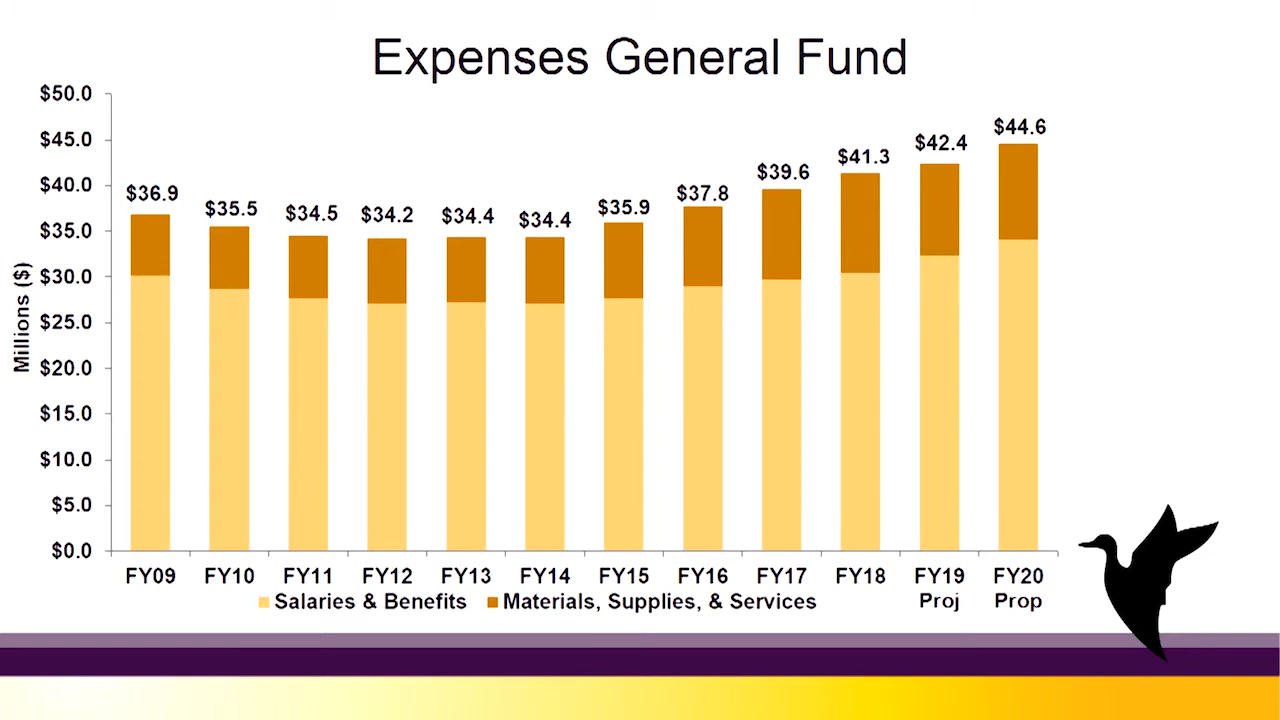 Expenses General Fund
$50.0
$45.0
$40.0
$35.0
$30.0
$25.0
$20.0
$15.0
$10.0
$5.0
$0.0
Millions ($)
$36.9 $35.5 $34.5 $34.2 $34.4 $34.4 $35.9 $37.8 $39.6 $41.3 $42.4 $44.6
FY09 FY10 FY11 FY12 FY13 FY14 FY15 FY16 FY17 FY18 FY19 FY20
Proj Prop
Salaries & Benefits Materials, Supplies, & Services